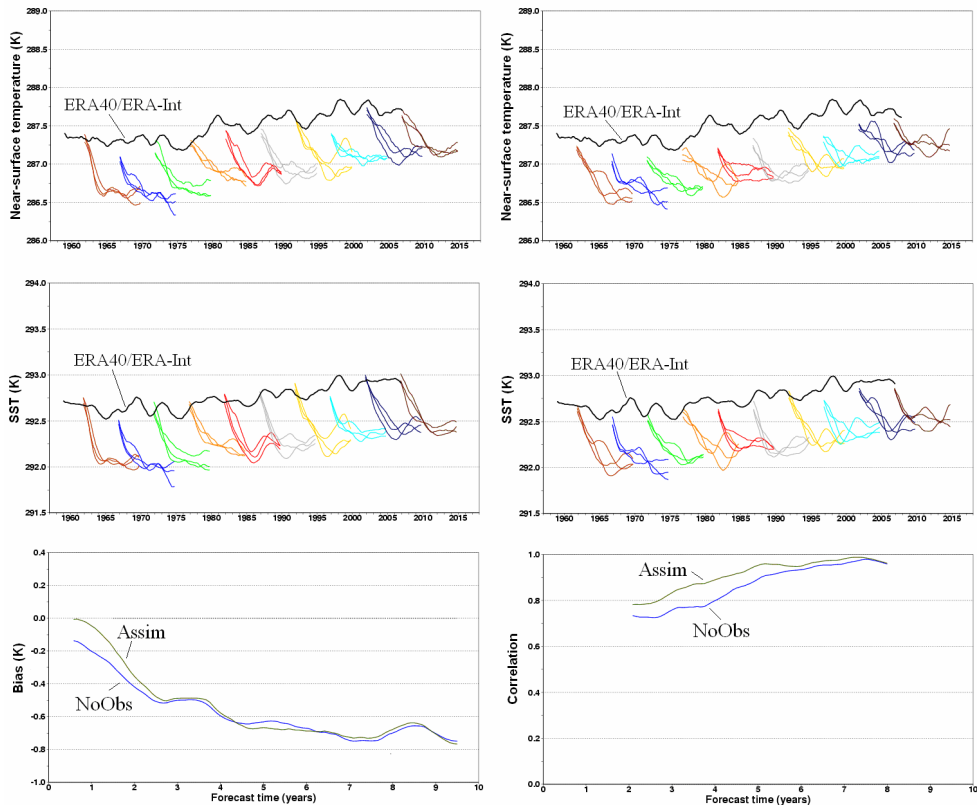 Near-surface temperature (K)
289.0
288.5
288.0
287.5
287.0
286.5
286.0
ERA40/ERA-Int
1960 1965 1970 1975 1980 1985 1990 1995 2000 2005 2010 2015
Near-surface temperature (K)
289.0
288.5
288.0
287.5
287.0
286.5
286.0
ERA40/ERA-Int
1960 1965 1970 1975 1980 1985 1990 1995 2000 2005 2010 2015
SST (K)
294.0
293.5
293.0
292.5
292.0
291.5
ERA40/ERA-Int
1960 1965 1970 1975 1980 1985 1990 1995 2000 2005 2010 2015
SST (K)
294.0
293.5
293.0
292.5
292.0
291.5
ERA40/ERA-Int
1960 1965 1970 1975 1980 1985 1990 1995 2000 2005 2010 2015
Bias (K)
0.4
0.2
0.0
-0.2
-0.4
-0.6
-0.8
-1.0
Assim
NoObs
1 2 3 4 5 6 7 8 9 10
Forecast time (years)
Correlation
1.0
0.8
0.6
0.4
0.2
0.0
Assim
NoObs
0 1 2 3 4 5 6 7 8 9 10
Forecast time (years)